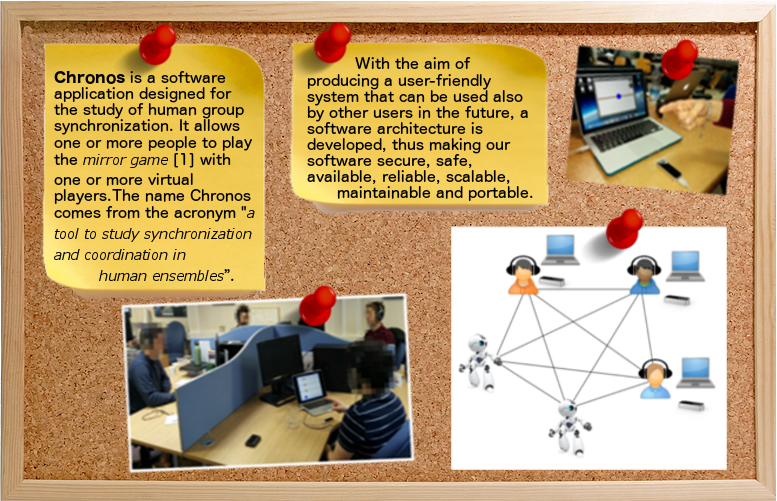 Chronos is a software
application designed for
the study of human group
synchronization. It allows
one or more people to play
the mirror game [1] with
one or more virtual
players.The name Chronos
comes from the acronym "a
tool to study synchronization
and coordination in
human ensembles”.
With the aim of
producing a user-friendly
system that can be used also
by other users in the future, a
software architecture is
developed, thus making our
software secure, safe,
available, reliable, scalable,
maintainable and portable.